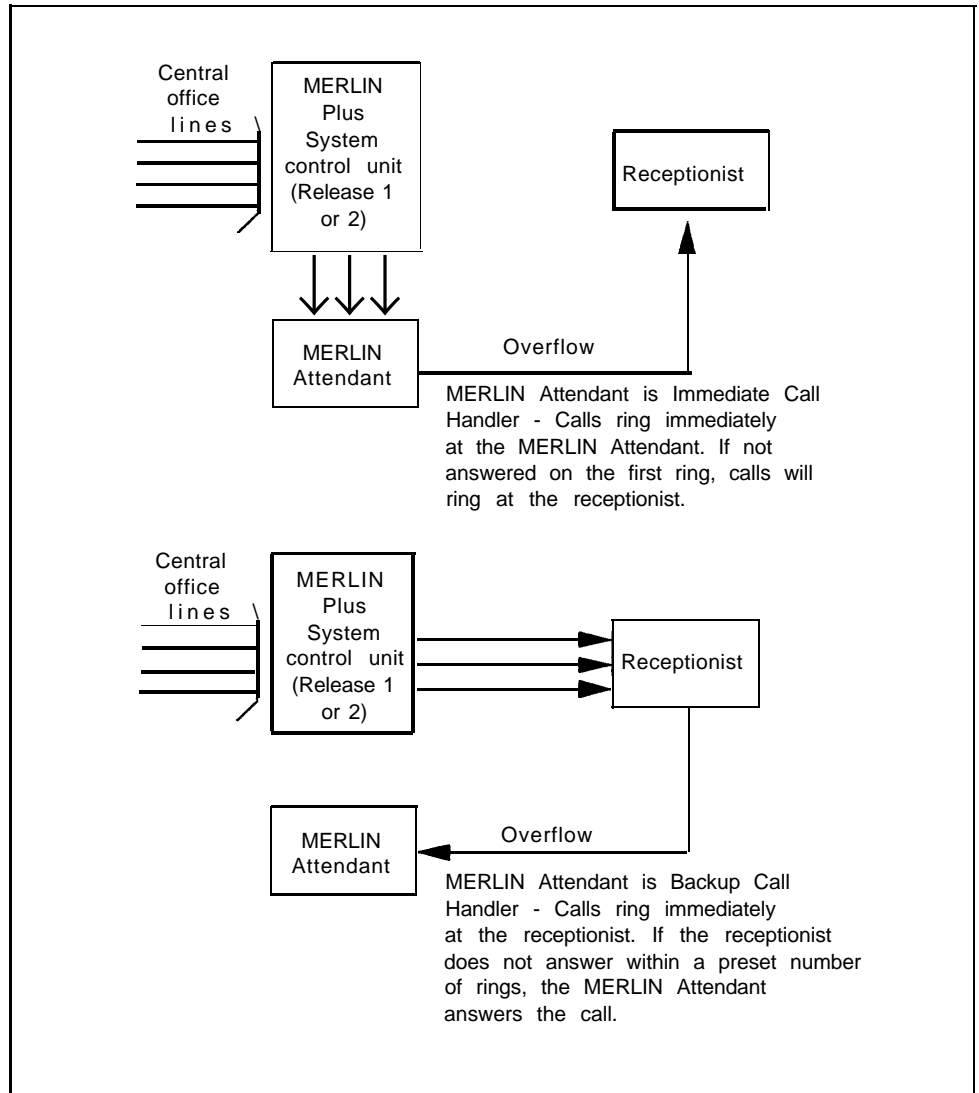 Central
office
lines
MERLIN
Plus
System
control unit
(Release 1
or 2)
Receptionist
MERLIN
Attendant
Overflow
MERLIN Attendant is Immediate Call
Handler - Calls ring immediately
at the MERLIN Attendant. If not
answered on the first ring, calls will
ring at the receptionist.
Central
office
lines
MERLIN
Plus
System
control unit
(Release 1
or 2)
Receptionist
MERLIN
Attendant
Overflow
MERLIN Attendant is Backup Call
Handler - Calls ring immediately
at the receptionist. If the receptionist
does not answer within a preset number
of rings, the MERLIN Attendant
answers the call.